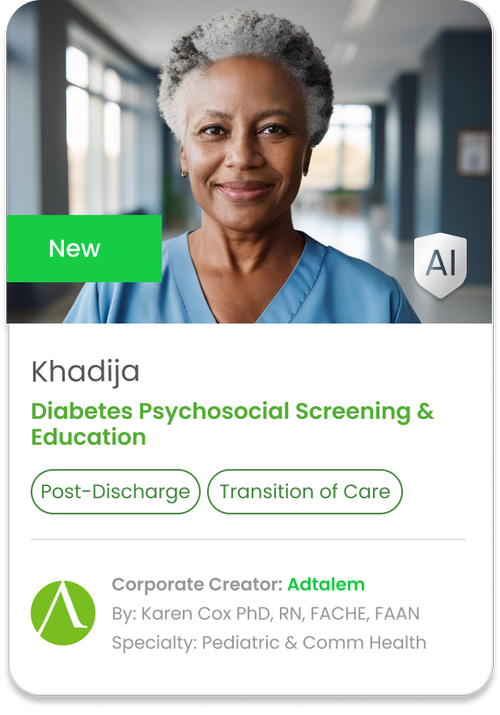 New
AI
Khadija
Diabetes Psychosocial Screening &
Education
Post-Discharge
Transition of Care
Corporate Creator: Adtalem
By: Karen Cox PhD, RN, FACHE, FAAN
Specialty: Pediatric & Comm Health